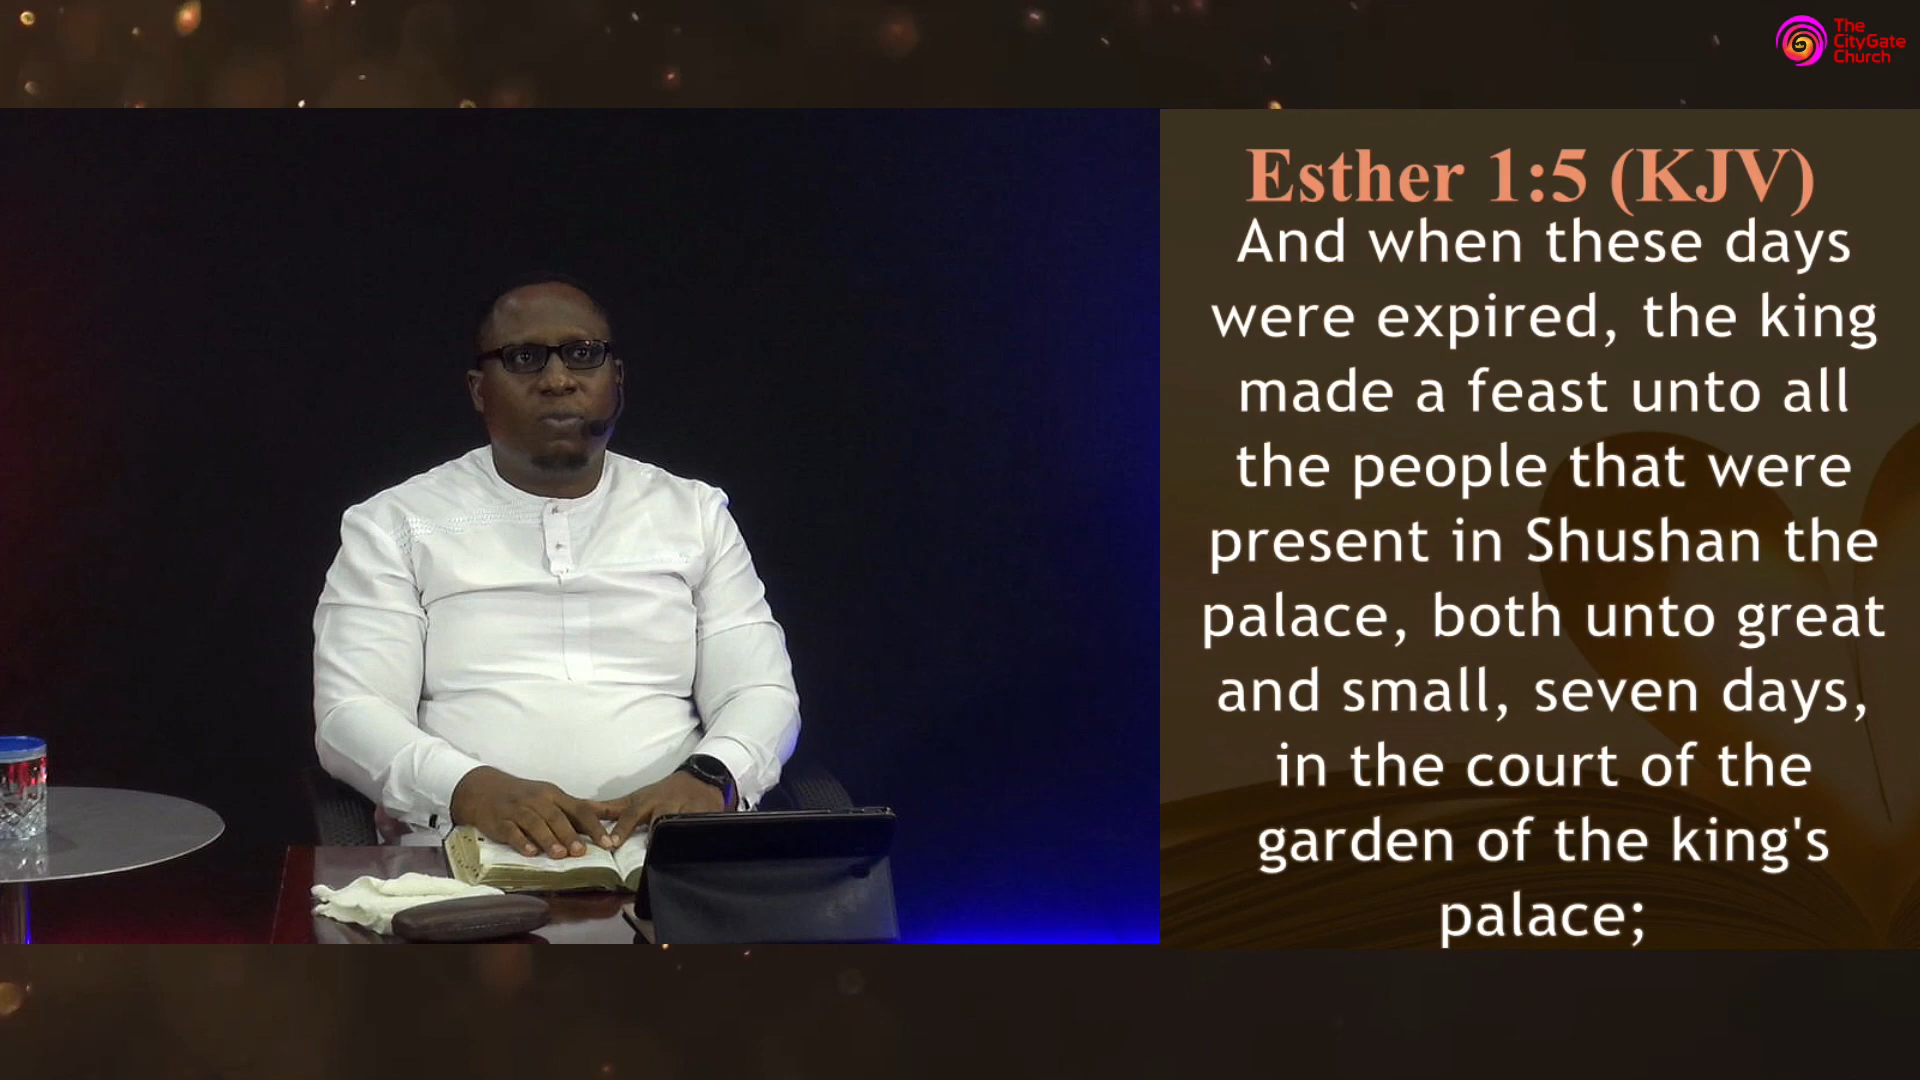 The
CityGate
Church
Esther 1:5 (KJV)
And when these days
were expired, the king
made a feast unto all
the people that were
present in Shushan the
palace, both unto great
and small, seven days,
in the court of the
garden of the king's
palace;